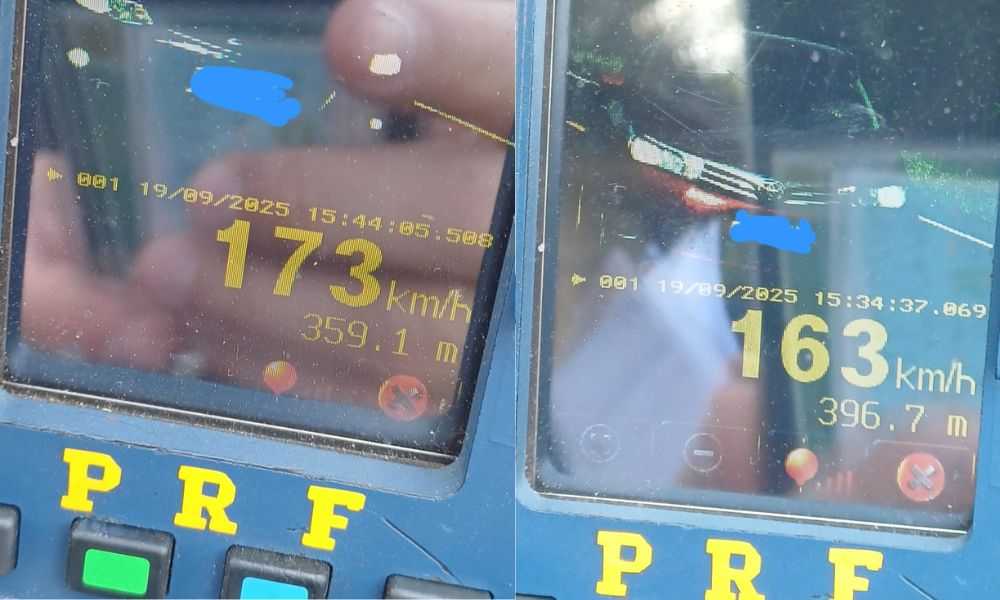 001 19/09/2025 15:44:05.508
173 km/h
359.1 m
PRF
001 19/09/2025 15:34:37.069
163 km/h
396.7 m
PRF